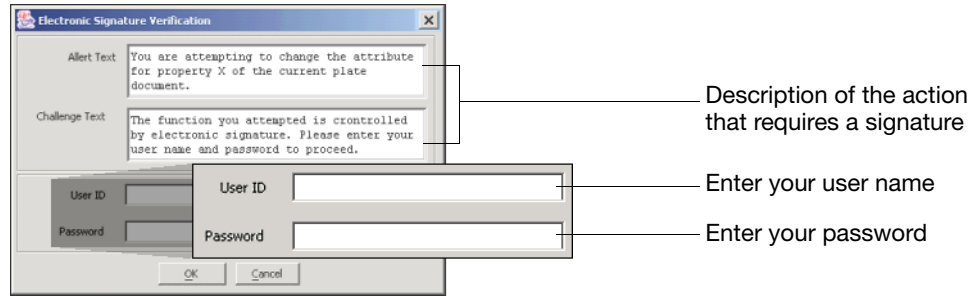 Electronic Signature Verification
Allert Text
You are attempting to change the attribute
for property X of the current plate
document.
Challenge Text
The function you attempted is crontrolled
by electronic signature. Please enter your
user name and password to proceed.
Description of the action
that requires a signature
User ID
User ID
Enter your user name
Password
Password
Enter your password
OK
Cancel